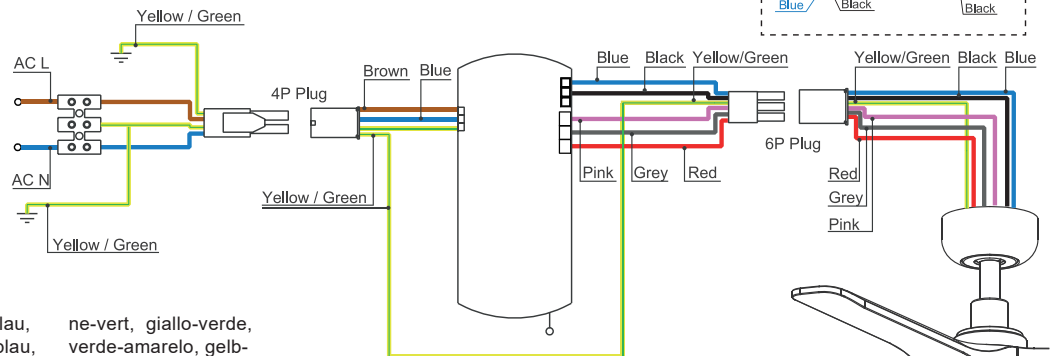 Blue
Black
Black
Yellow / Green
AC L
4P Plug
Brown
Blue
Blue
Black
Yellow/Green
Yellow/Green
Black
Blue
6P Plug
AC N
Yellow / Green
Pink
Grey
Red
Red
Grey
Pink
Yellow / Green
lau,
ne-vert, giallo-verde,
lau,
verde-amarelo, gelb-